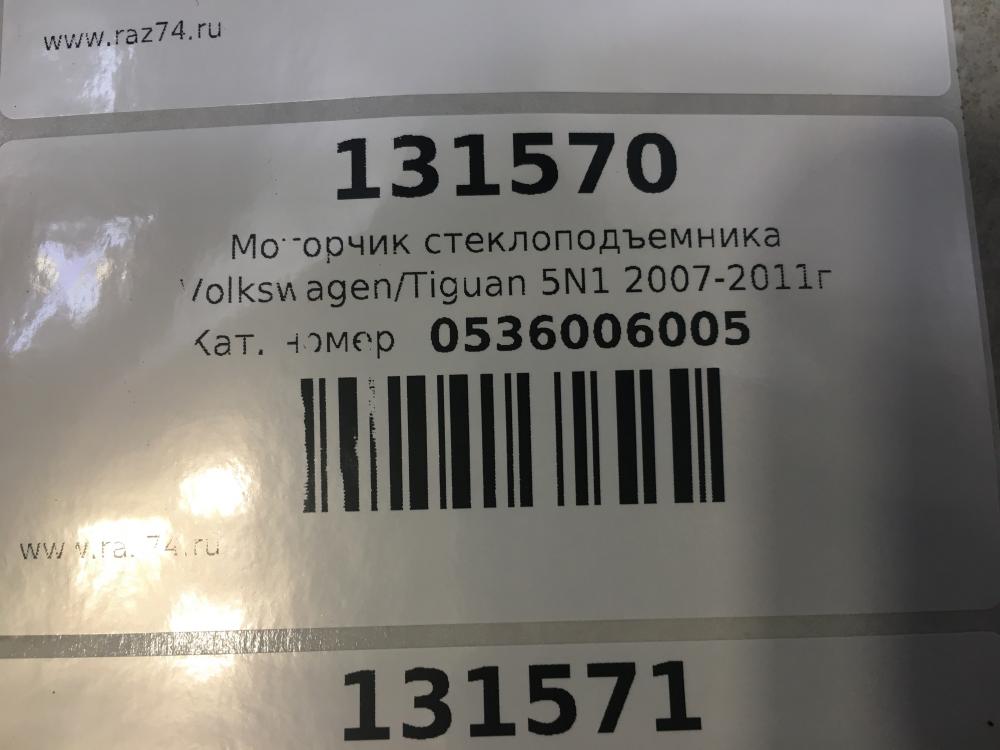 www.raz74.ru
131570
Моторчик стеклоподъемника
Volkswagen/Tiguan 5N1 2007-2011г
Кат. номер 0536006005
www.raz74.ru
131571